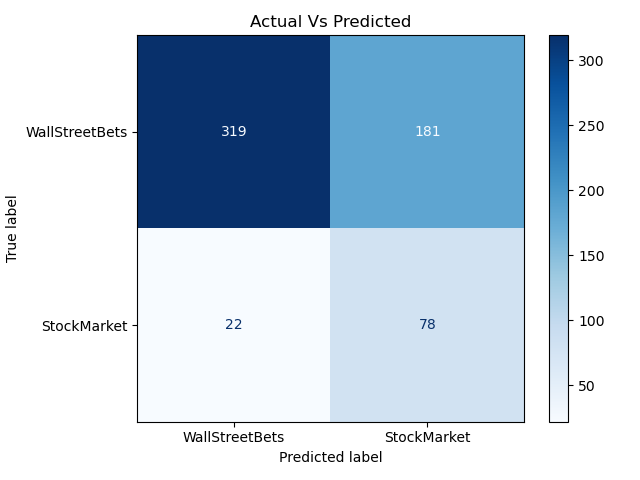 Actual Vs Predicted
WallStreetBets
StockMarket
True label
319
181
22
78
WallStreetBets
StockMarket
Predicted label
300
250
200
150
100
50